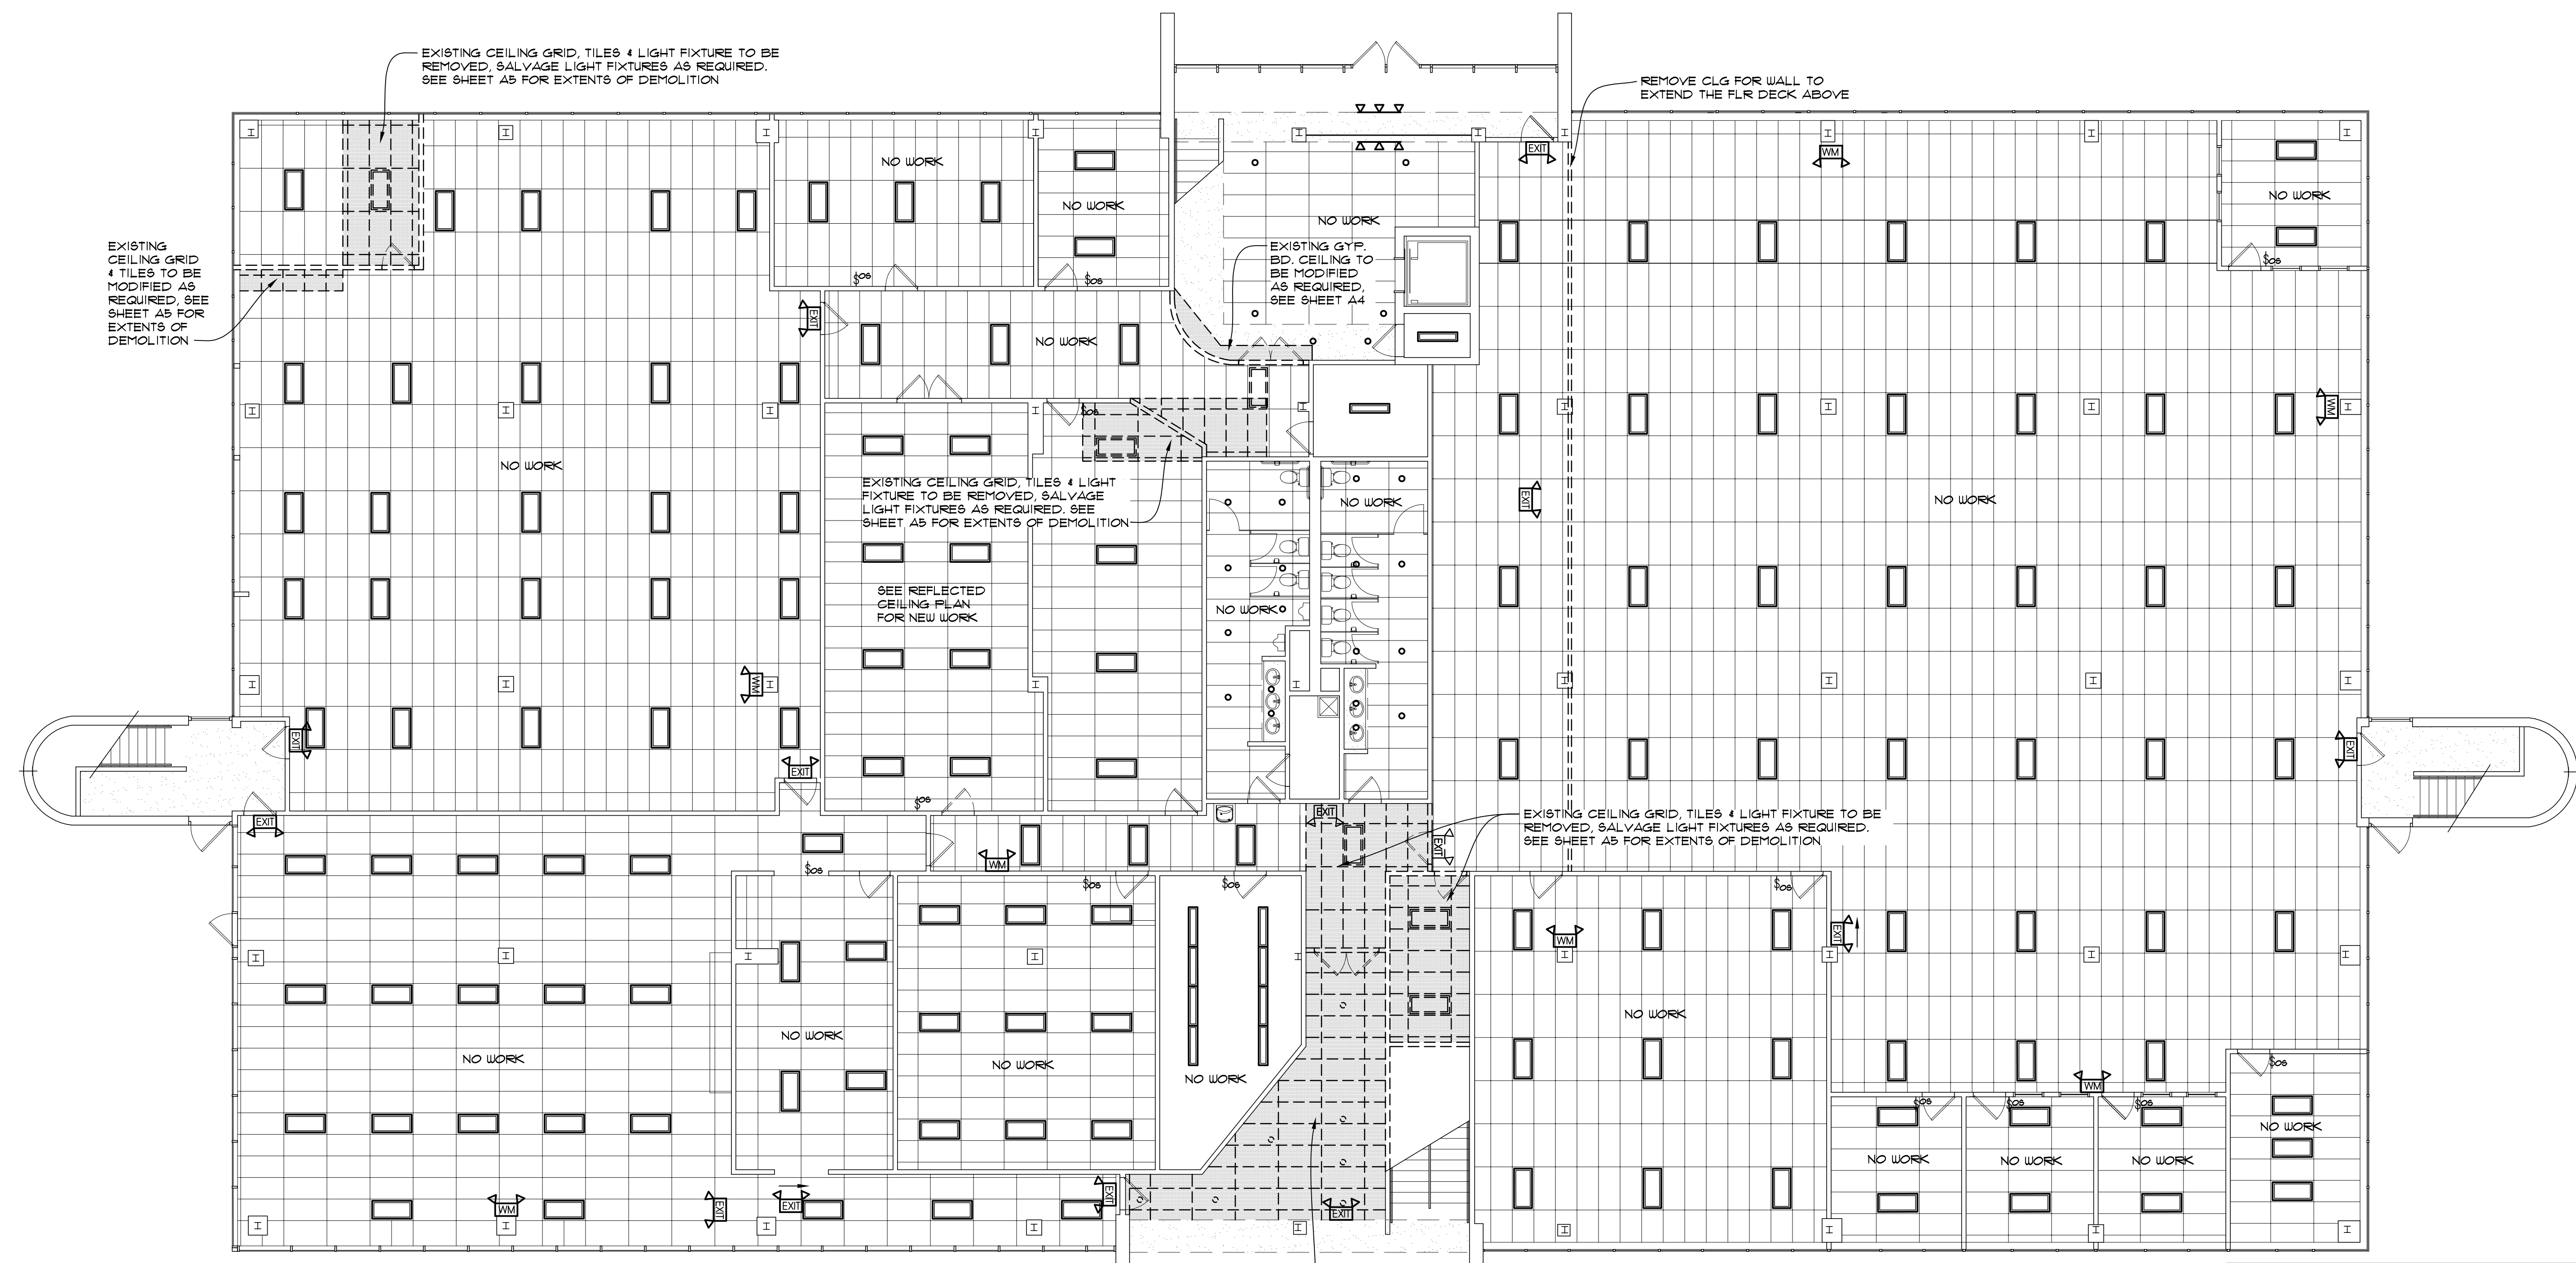 EXISTING CEILING GRID, TILES & LIGHT FIXTURE TO BE
REMOVED, SALVAGE LIGHT FIXTURES AS REQUIRED.
SEE SHEET A5 FOR EXTENTS OF DEMOLITION
REMOVE CLG FOR WALL TO
EXTEND THE FLR DECK ABOVE
EXIT
WM
NO WORK
NO WORK
NO WORK
NO WORK
EXISTING
CEILING GRID
& TILES TO BE
MODIFIED AS
REQUIRED, SEE
SHEET A5 FOR
EXTENTS OF
DEMOLITION
EXISTING GYP.
BD. CEILING TO
BE MODIFIED
AS REQUIRED,
SEE SHEET A4
$OS
$OS
$OS
EXIT
NO WORK
WM
$OS
NO WORK
EXISTING CEILING GRID, TILES & LIGHT
FIXTURE TO BE REMOVED, SALVAGE
LIGHT FIXTURES AS REQUIRED. SEE
SHEET A5 FOR EXTENTS OF DEMOLITION
NO WORK
EXIT
NO WORK
SEE REFLECTED
CEILING PLAN
FOR NEW WORK
NO WORK
WM
EXIT
EXIT
EXIT
$OS
EXIT
EXIT
EXIT
EXISTING CEILING GRID, TILES & LIGHT FIXTURE TO BE
REMOVED, SALVAGE LIGHT FIXTURES AS REQUIRED.
SEE SHEET A5 FOR EXTENTS OF DEMOLITION
WM
$OS
$OS
$OS
$OS
WM
EXIT
NO WORK
NO WORK
NO WORK
NO WORK
NO WORK
$OS
WM
$OS
$OS
$OS
NO WORK
NO WORK
NO WORK
NO WORK
WM
EXIT
EXIT
EXIT
EXIT